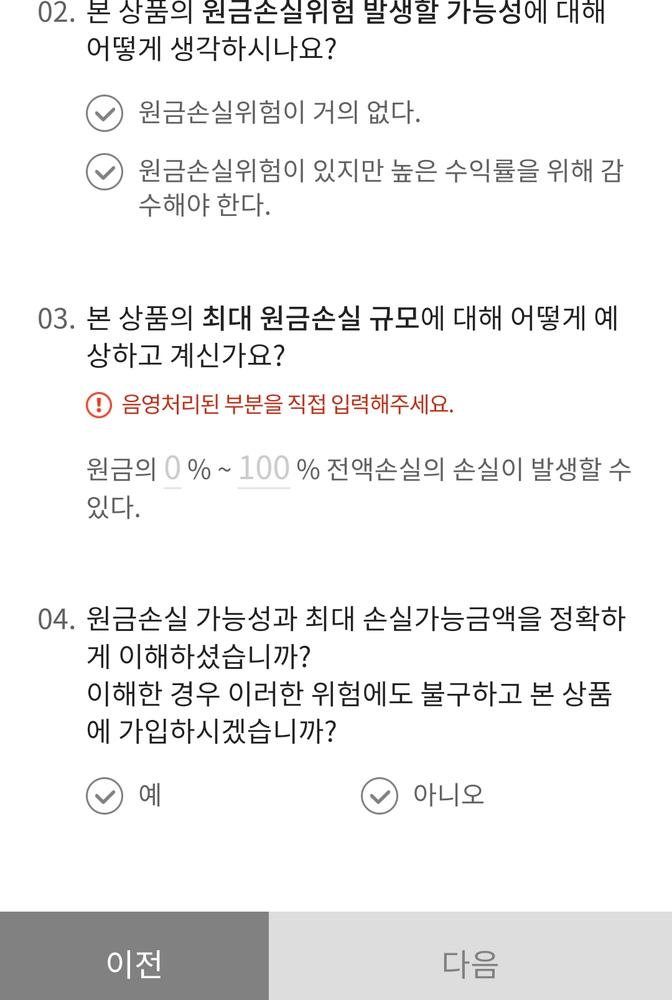 02. 본 상품의 원금손실위험 발생할 가능성에 대해
어떻게 생각하시나요?
원금손실위험이 거의 없다.
원금손실위험이 있지만 높은 수익률을 위해 감
수해야 한다.
03. 본 상품의 최대 원금손실 규모에 대해 어떻게 예
상하고 계신가요?
음영처리된 부분을 직접 입력해주세요.
원금의 0 % ~ 100 % 전액손실의 손실이 발생할 수
있다.
04. 원금손실 가능성과 최대 손실가능금액을 정확하
게 이해하셨습니까?
이해한 경우 이러한 위험에도 불구하고 본 상품
에 가입하시겠습니까?
예 아니오
이전 다음